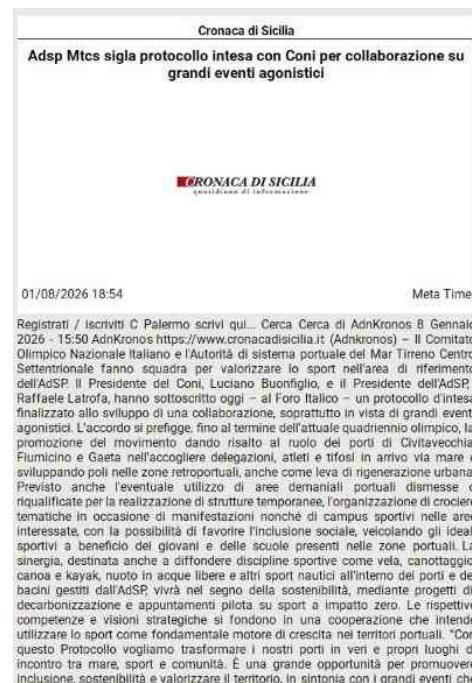 Cronaca di Sicilia
Adsp Mtcs sigla protocollo intesa con Coni per collaborazione su
grandi eventi agonistici
CRONACA DI SICILIA
quotidiano di informazione
01/08/2026 18:54
Meta Time
Registrati / iscriviti C Palermo scrivi qui... Cerca Cerca di AdnKronos 8 Gennaio
2026 - 15:50 AdnKronos https://www.cronacadisicilia.it (Adnkronos) – Il Comitato
Olimpico Nazionale Italiano e l'Autorità di sistema portuale del Mar Tirreno Centro
Settentrionale fanno squadra per valorizzare lo sport nell'area di riferimento
dell'AdSP. Il Presidente del Coni, Luciano Buonfiglio, e il Presidente dell'AdSP,
Raffaele Latrofa, hanno sottoscritto oggi – al Foro Italico – un protocollo d'intesa
finalizzato allo sviluppo di una collaborazione, soprattutto in vista di grandi eventi
agonistici. L'accordo si prefigge, fino al termine dell'attuale quadriennio olimpico, la
promozione del movimento dando risalto al ruolo dei porti di Civitavecchia,
Fiumicino e Gaeta nell'accogliere delegazioni, atleti e tifosi in arrivo via mare e
sviluppando poli nelle zone retroportuali, anche come leva di rigenerazione urbana.
Previsto anche l'eventuale utilizzo di aree demaniali portuali dismesse o
riqualificate per la realizzazione di strutture temporanee, l'organizzazione di crociere
tematiche in occasione di manifestazioni nonché di campus sportivi nelle aree
interessate, con la possibilità di favorire l'inclusione sociale, veicolando gli ideali
sportivi a beneficio dei giovani e delle scuole presenti nelle zone portuali. La
sinergia, destinata anche a diffondere discipline sportive come vela, canottaggio,
canoa e kayak, nuoto in acque libere e altri sport nautici all'interno dei porti e dei
bacini gestiti dall'AdSP, vivrà nel segno della sostenibilità, mediante progetti di
decarbonizzazione e appuntamenti pilota su sport a impatto zero. Le rispettive
competenze e visioni strategiche si fondono in una cooperazione che intende
utilizzare lo sport come fondamentale motore di crescita nei territori portuali. "Con
questo Protocollo vogliamo trasformare i nostri porti in veri e propri luoghi di
incontro tra mare, sport e comunità. È una grande opportunità per promuovere
inclusione, sostenibilità e valorizzare il territorio, in sintonia con i grandi eventi che